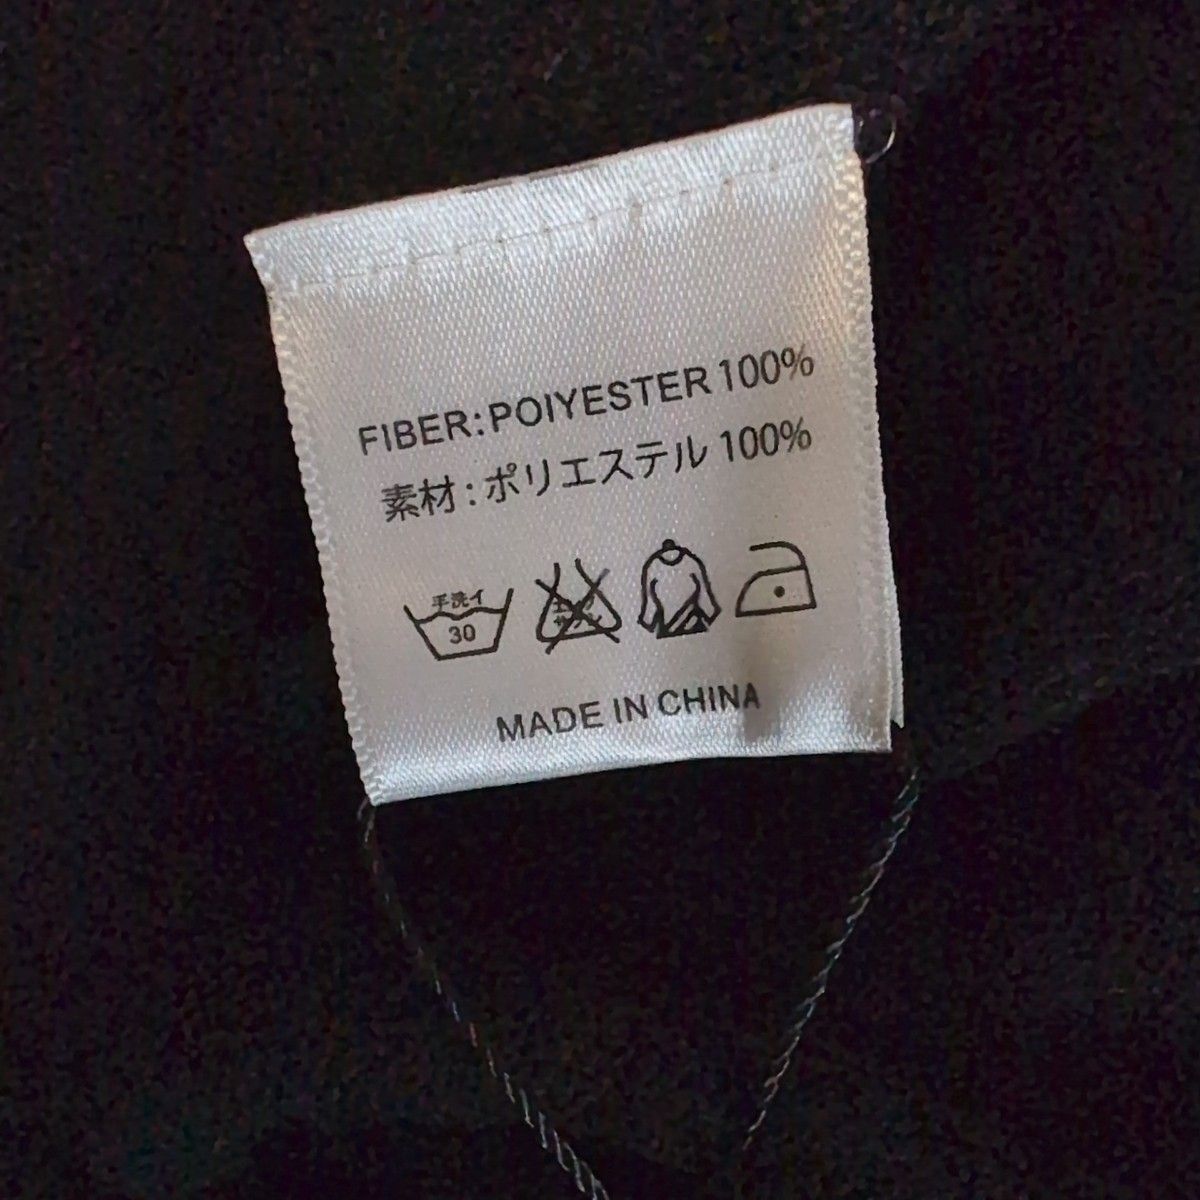 FIBER:POIYESTER 100%
素材:ポリエステル 100%
手洗イ
30
MADE IN CHINA